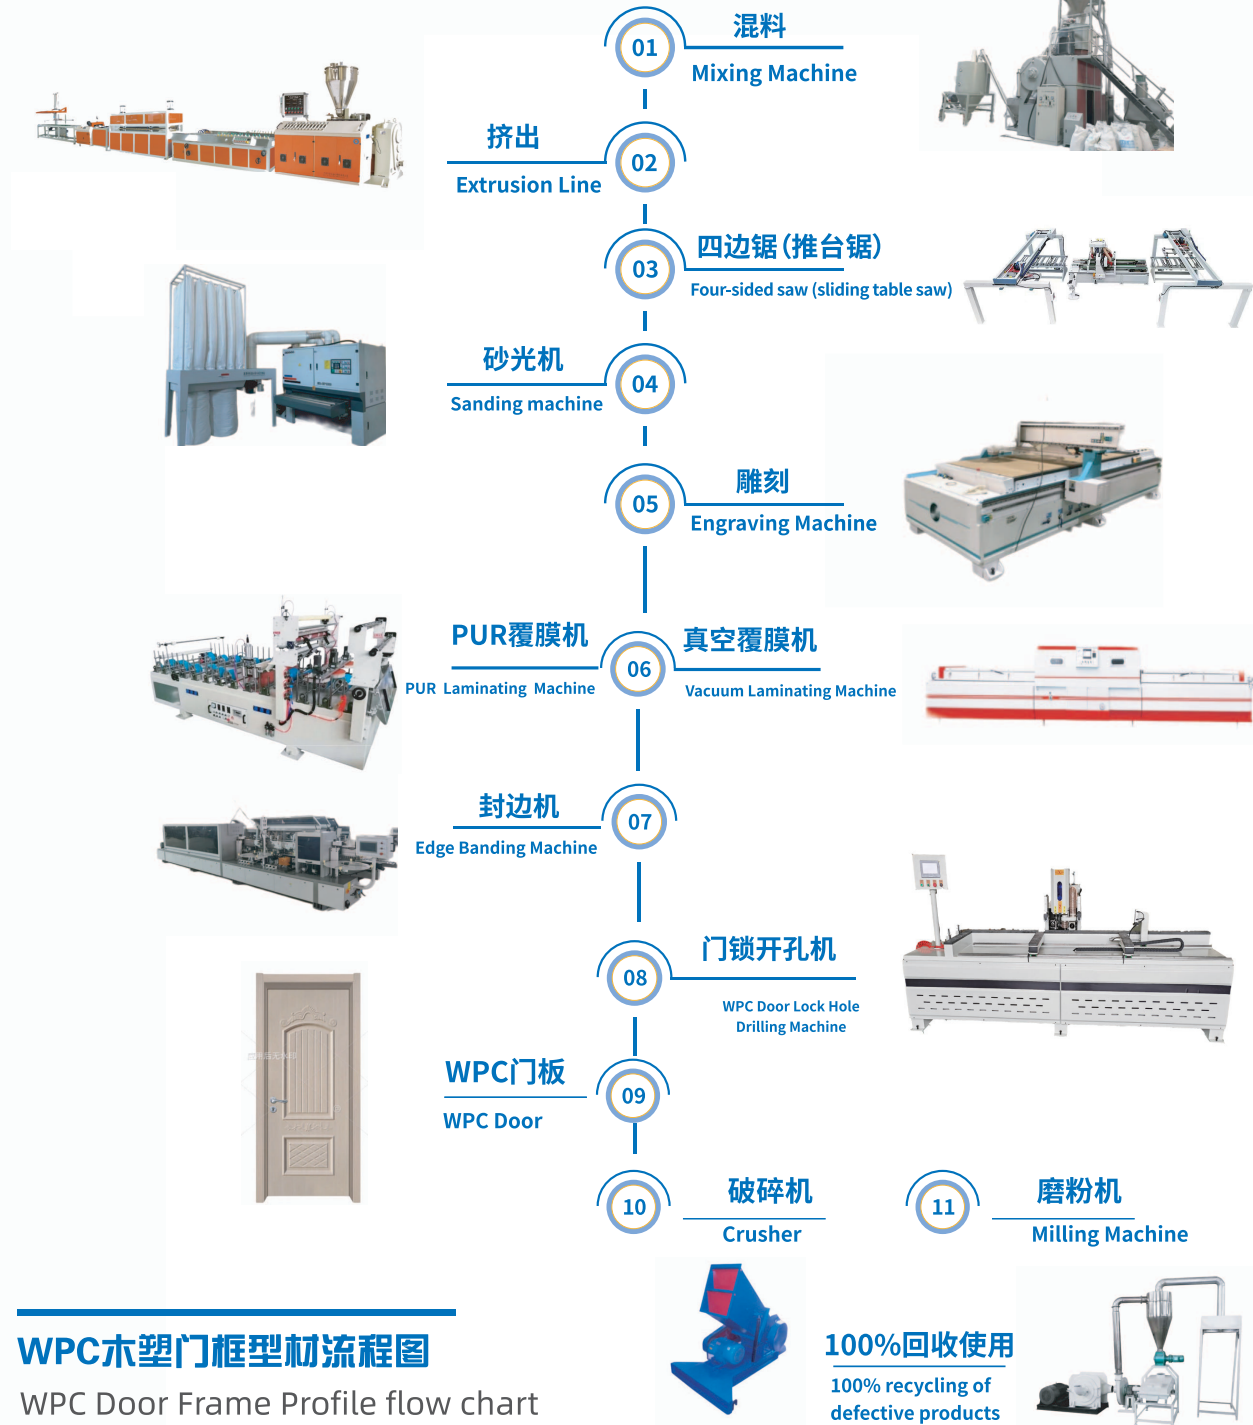 01
混料
Mixing Machine
挤出
02
Extrusion Line
四边锯(推台锯)
03
Four-sided saw (sliding table saw)
砂光机
04
Sanding machine
雕刻
05
Engraving Machine
PUR覆膜机
真空覆膜机
06
PUR Laminating Machine
Vacuum Laminating Machine
封边机
07
Edge Banding Machine
门锁开孔机
08
WPC Door Lock Hole
Drilling Machine
WPC门板
09
WPC Door
10
破碎机
Crusher
11
磨粉机
Milling Machine
WPC木塑门框型材流程图
WPC Door Frame Profile flow chart
100%回收使用
100% recycling of
defective products